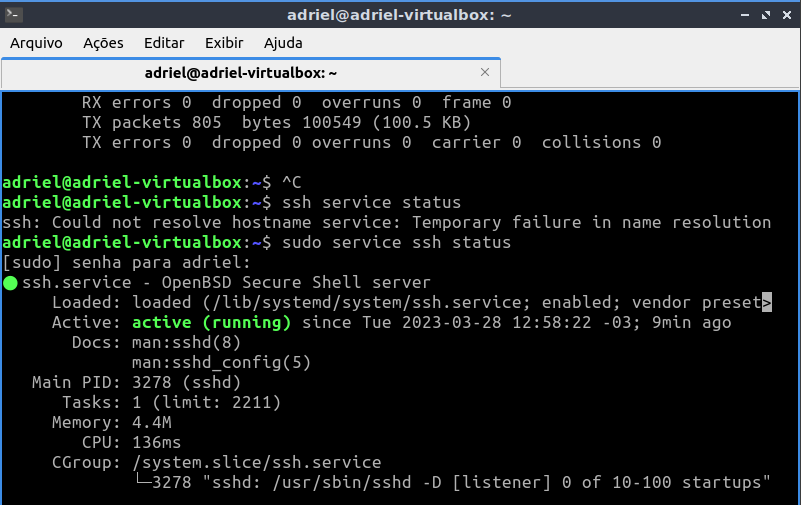 adriel@adriel-virtualbox: ~
Arquivo Ações Editar Exibir Ajuda
adriel@adriel-virtualbox: ~ ×
RX errors 0  dropped 0  overruns 0  frame 0
TX packets 805  bytes 100549 (100.5 KB)
TX errors 0  dropped 0 overruns 0  carrier 0  collisions 0
adriel@adriel-virtualbox:~$ ^C
adriel@adriel-virtualbox:~$ ssh service status
ssh: Could not resolve hostname service: Temporary failure in name resolution
adriel@adriel-virtualbox:~$ sudo service ssh status
[sudo] senha para adriel:
● ssh.service - OpenBSD Secure Shell server
Loaded: loaded (/lib/systemd/system/ssh.service; enabled; vendor preset>
Active: active (running) since Tue 2023-03-28 12:58:22 -03; 9min ago
Docs: man:sshd(8)
man:sshd_config(5)
Main PID: 3278 (sshd)
Tasks: 1 (limit: 2211)
Memory: 4.4M
CPU: 136ms
CGroup: /system.slice/ssh.service
└─3278 "sshd: /usr/sbin/sshd -D [listener] 0 of 10-100 startups"